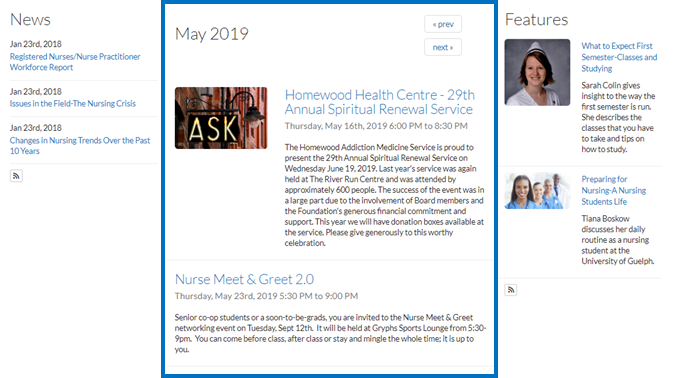 News
Jan 23rd, 2018
Registered Nurses/Nurse Practitioner
Workforce Report
Jan 23rd, 2018
Issues in the Field-The Nursing Crisis
Jan 23rd, 2018
Changes in Nursing Trends Over the Past
10 Years
May 2019
« prev
next »
ASK
Homewood Health Centre - 29th
Annual Spiritual Renewal Service
Thursday, May 16th, 2019 6:00 PM to 8:30 PM
The Homewood Addiction Medicine Service is proud to
present the 29th Annual Spiritual Renewal Service on
Wednesday June 19, 2019. Last year's service was again
held at The River Run Centre and was attended by
approximately 600 people. The success of the event was in
a large part due to the involvement of Board members and
the Foundation's generous financial commitment and
support. This year we will have donation boxes available at
the service. Please give generously to this worthy
celebration.
Nurse Meet & Greet 2.0
Thursday, May 23rd, 2019 5:30 PM to 9:00 PM
Senior co-op students or a soon-to-be-grads, you are invited to the Nurse Meet & Greet
networking event on Tuesday, Sept 12th. It will be held at Gryphs Sports Lounge from 5:30-
9pm. You can come before class, after class or stay and mingle the whole time; it is up to
you.
Features
What to Expect First
Semester-Classes and
Studying
Sarah Colin gives
insight to the way the
first semester is run.
She describes the
classes that you have
to take and tips on
how to study.
Preparing for
Nursing-A Nursing
Students Life
Tiana Boskow
discusses her daily
routine as a nursing
student at the
University of Guelph.